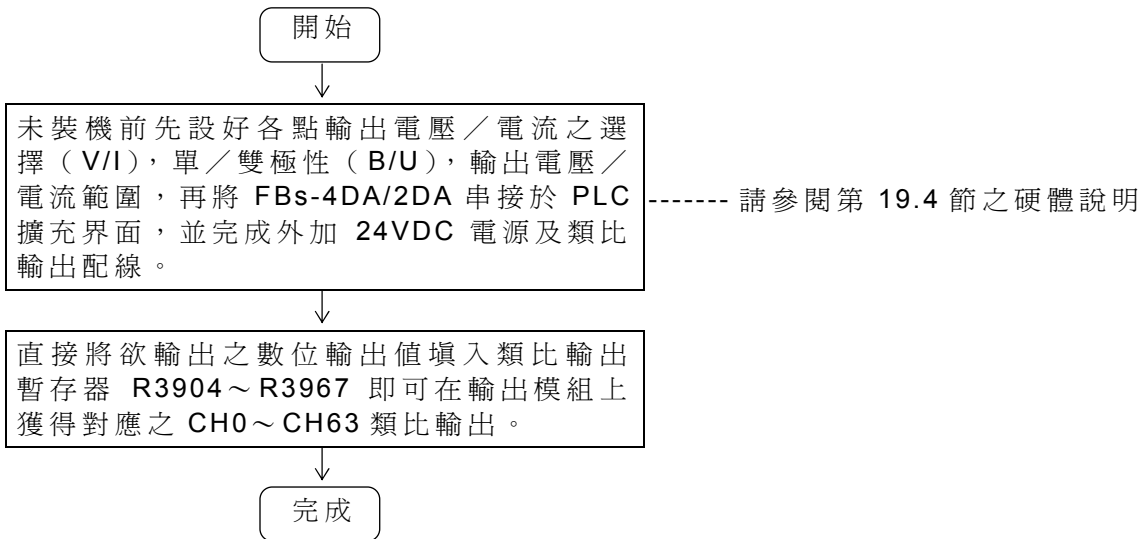 開始
未裝機前先設好各點輸出電壓／電流之選
擇（V/I），單／雙極性（B/U），輸出電壓／
電流範圍，再將 FBs-4DA/2DA 串接於 PLC
擴充界面，並完成外加 24VDC 電源及類比
輸出配線。
------- 請參閱第 19.4 節之硬體說明
直接將欲輸出之數位輸出值填入類比輸出
暫存器 R3904～R3967 即可在輸出模組上
獲得對應之 CH0～CH63 類比輸出。
完成